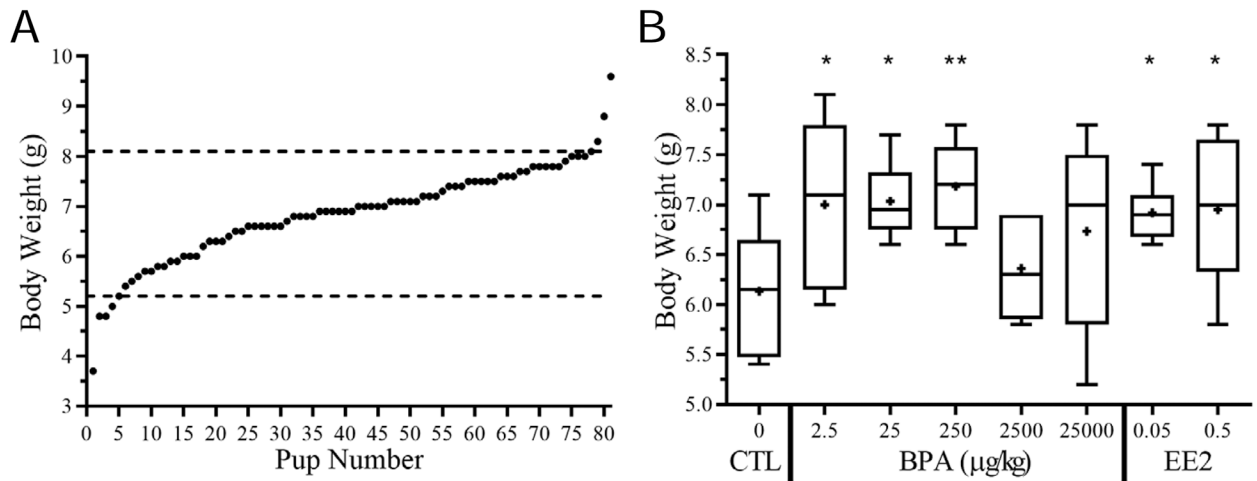 A
Body Weight (g)
10
9
8
7
6
5
4
3
0 5 10 15 20 25 30 35 40 45 50 55 60 65 70 75 80
Pup Number
B
Body Weight (g)
8.5
8.0
7.5
7.0
6.5
6.0
5.5
5.0
* * ** * *
0 2.5 25 250 2500 25000 0.05 0.5
CTL BPA (μg/kg) EE2